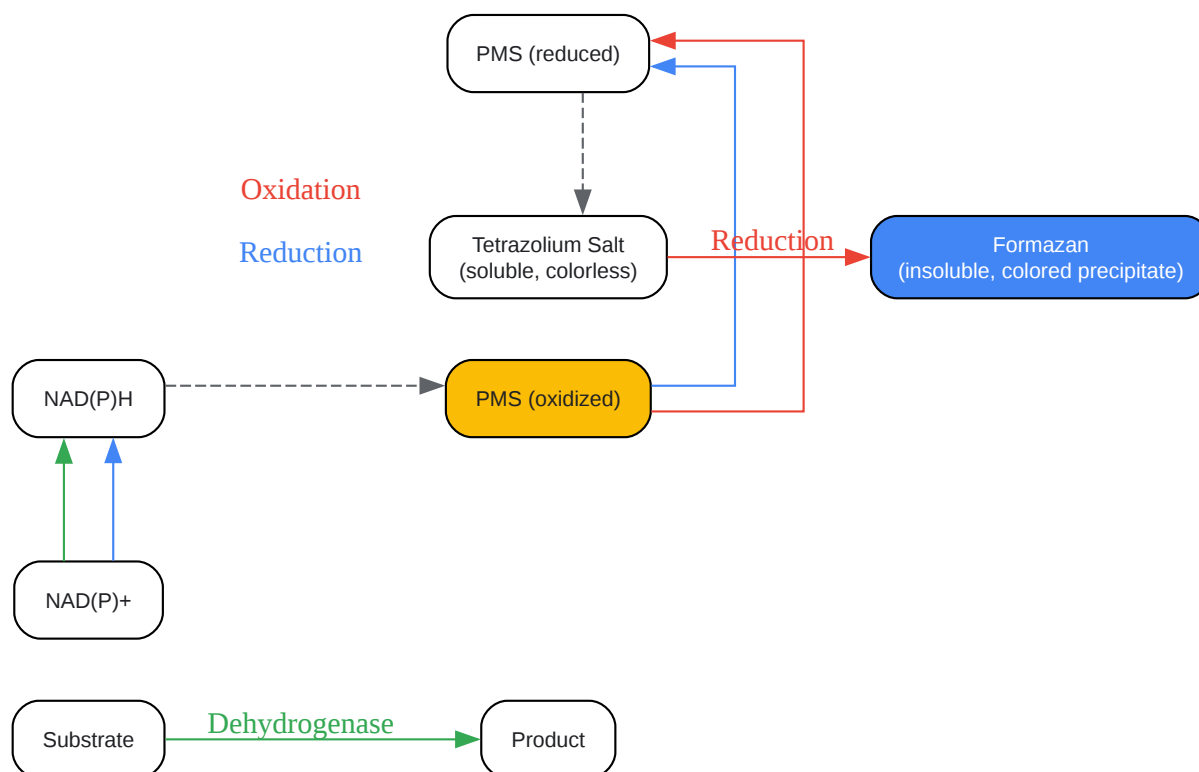 PMS (reduced)
Oxidation
Reduction
Tetrazolium Salt
(soluble, colorless)
Reduction
Formazan
(insoluble, colored precipitate)
NAD(P)H
PMS (oxidized)
NAD(P)+
Substrate
Dehydrogenase
Product